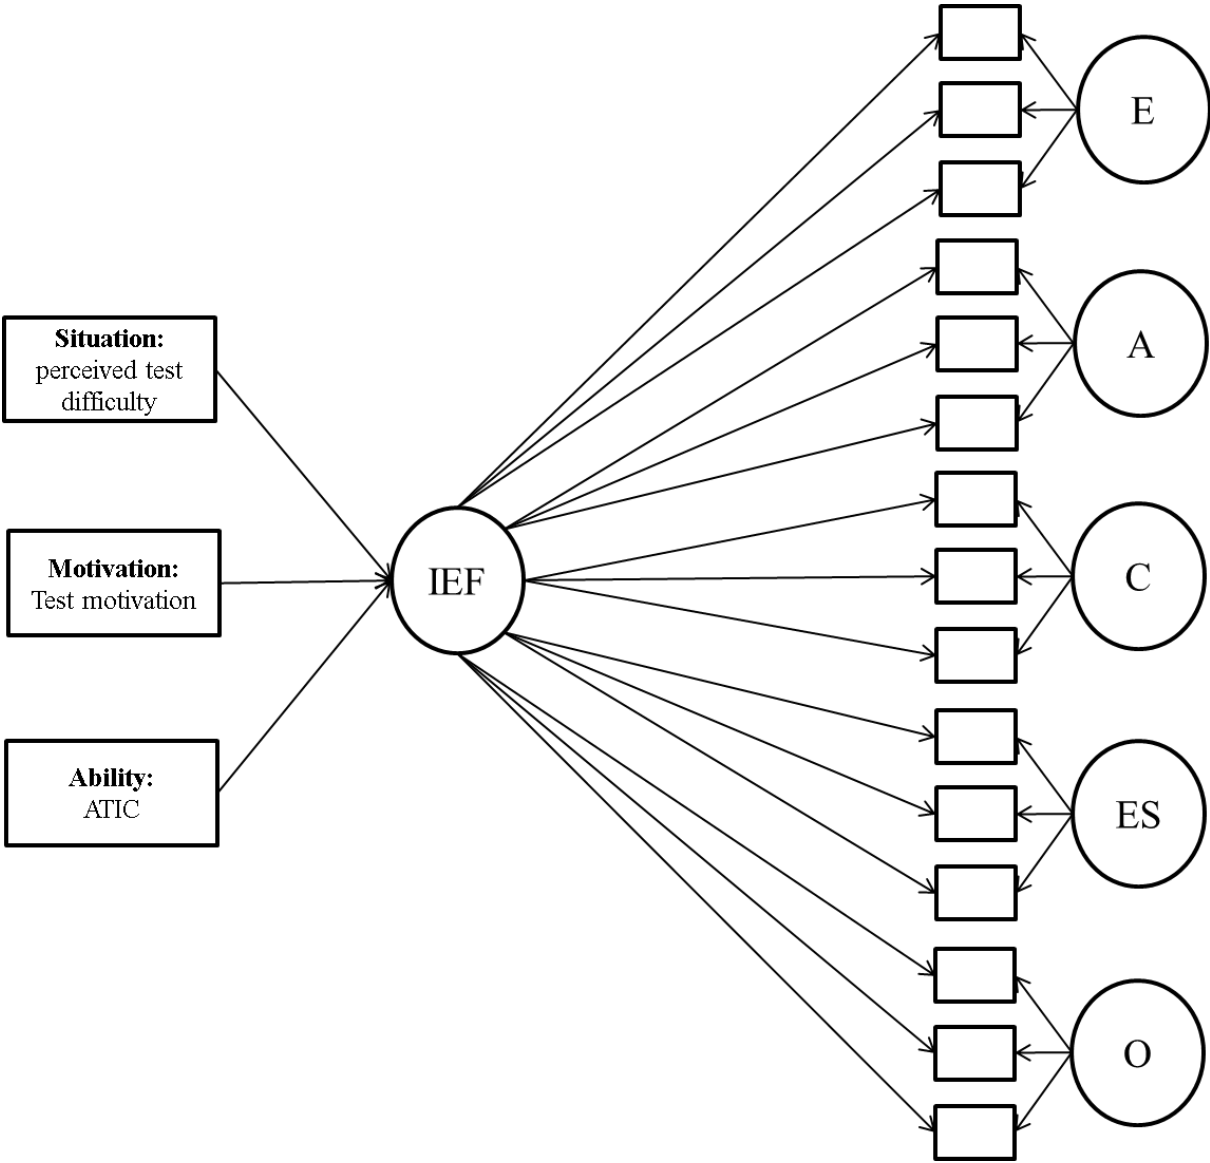 Situation:
perceived test
difficulty
Motivation:
Test motivation
Ability:
ATIC
IEF
E
A
C
ES
O